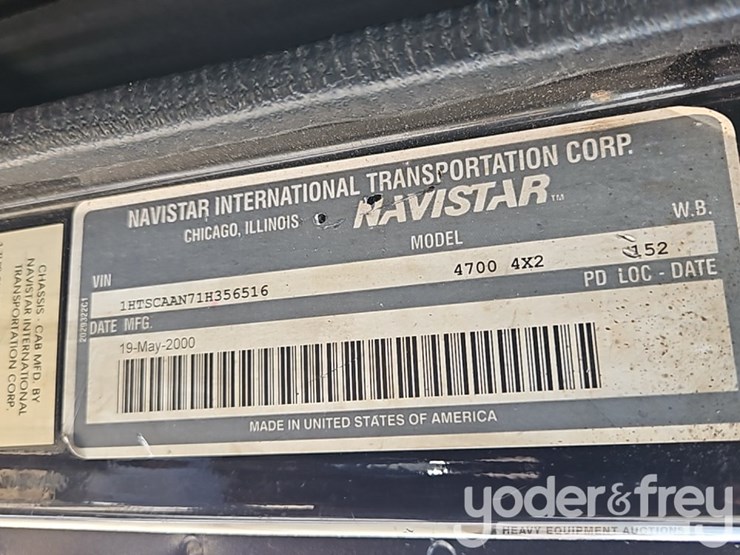 NAVISTAR INTERNATIONAL TRANSPORTATION CORP.
CHICAGO, ILLINOIS
NAVISTAR™
VIN
MODEL
W.B.
1HTSCAAN71H356516
4700 4X2
152
DATE MFG.
PD LOC - DATE
19-May-2000
MADE IN UNITED STATES OF AMERICA
2029322C1
CHASSIS - CAB MFD. BY
NAVISTAR INTERNATIONAL
TRANSPORTATION CORP.
yoder&frey
HEAVY EQUIPMENT AUCTIONS